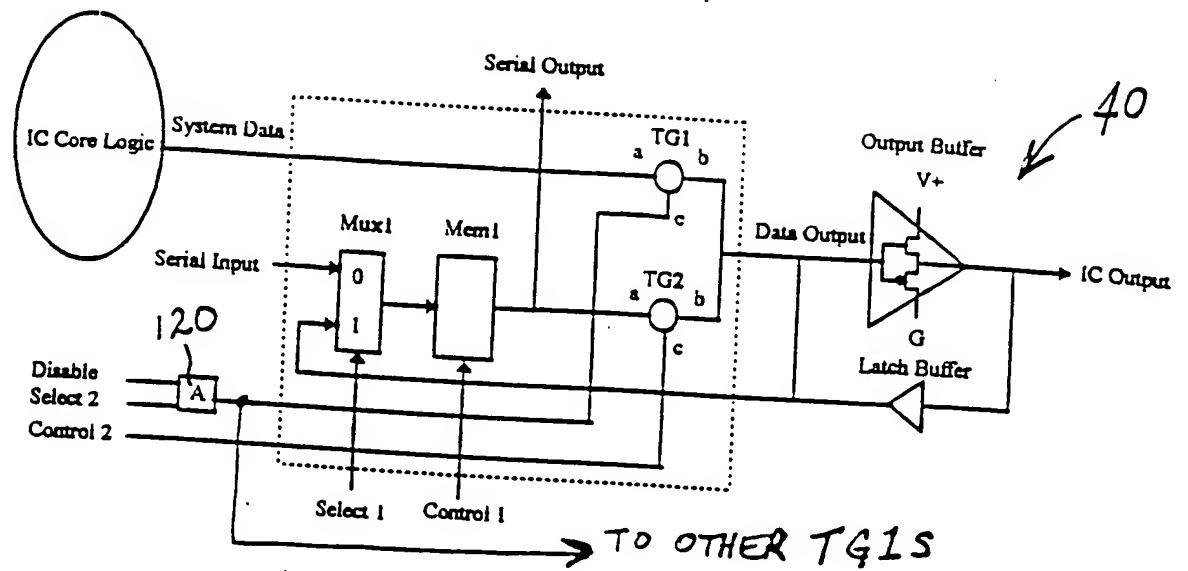 Serial Output
40
IC Core Logic
System Data
TG1
a
b
c
Output Buffer
V+
Mux1
Mem1
Data Output
Serial Input
0
1
TG2
a
b
c
IC Output
G
Latch Buffer
120
Disable
Select 2
A
Control 2
Select 1
Control 1
TO OTHER TG1S